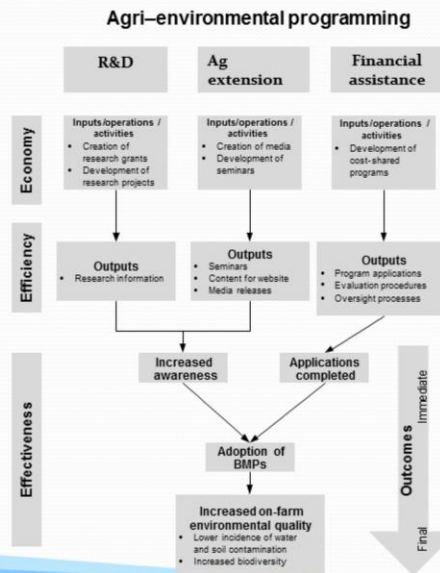 Agri–environmental programming
R&D
Ag
extension
Financial
assistance
Economy
Inputs/operations /
activities
• Creation of
research grants
• Development of
research projects
Inputs/operations /
activities
• Creation of media
• Development of
seminars
Inputs/operations /
activities
• Development of
cost-shared
programs
Efficiency
Outputs
• Research information
Outputs
• Seminars
• Content for website
• Media releases
Outputs
• Program applications
• Evaluation procedures
• Oversight processes
Effectiveness
Increased
awareness
Applications
completed
Adoption of
BMPs
Increased on-farm
environmental quality
• Lower incidence of water
and soil contamination
• Increased biodiversity
Outcomes
Immediate
Final